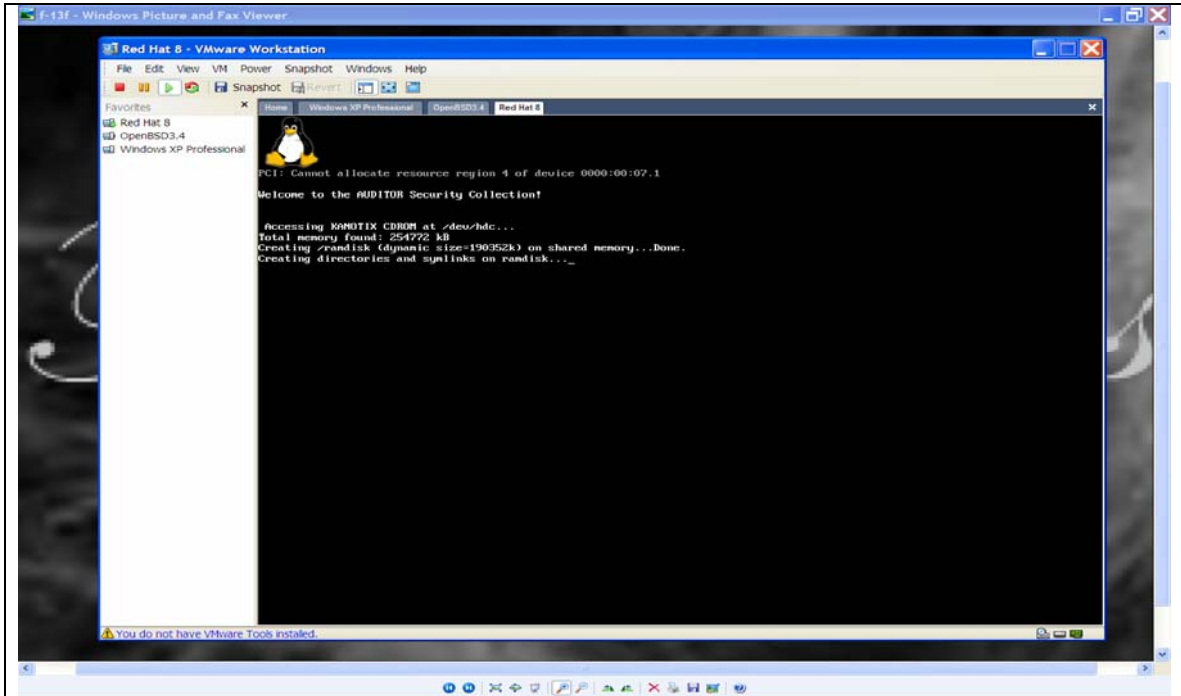 f-13f - Windows Picture and Fax Viewer
Red Hat 8 - VMware Workstation
File Edit View VM Power Snapshot Windows Help
Snapshot Revert
Favorites
Home Windows XP Professional OpenBSD3.4 Red Hat 8
Red Hat 8
OpenBSD3.4
Windows XP Professional
PCI: Cannot allocate resource region 4 of device 0000:00:07.1
Welcome to the AUDITOR Security Collection!
Accessing KANOTIX CDROM at /dev/hdc...
Total memory found: 254772 kB
Creating /ramdisk (dynamic size=190352k) on shared memory...Done.
Creating directories and symlinks on ramdisk..._
You do not have VMware Tools installed.